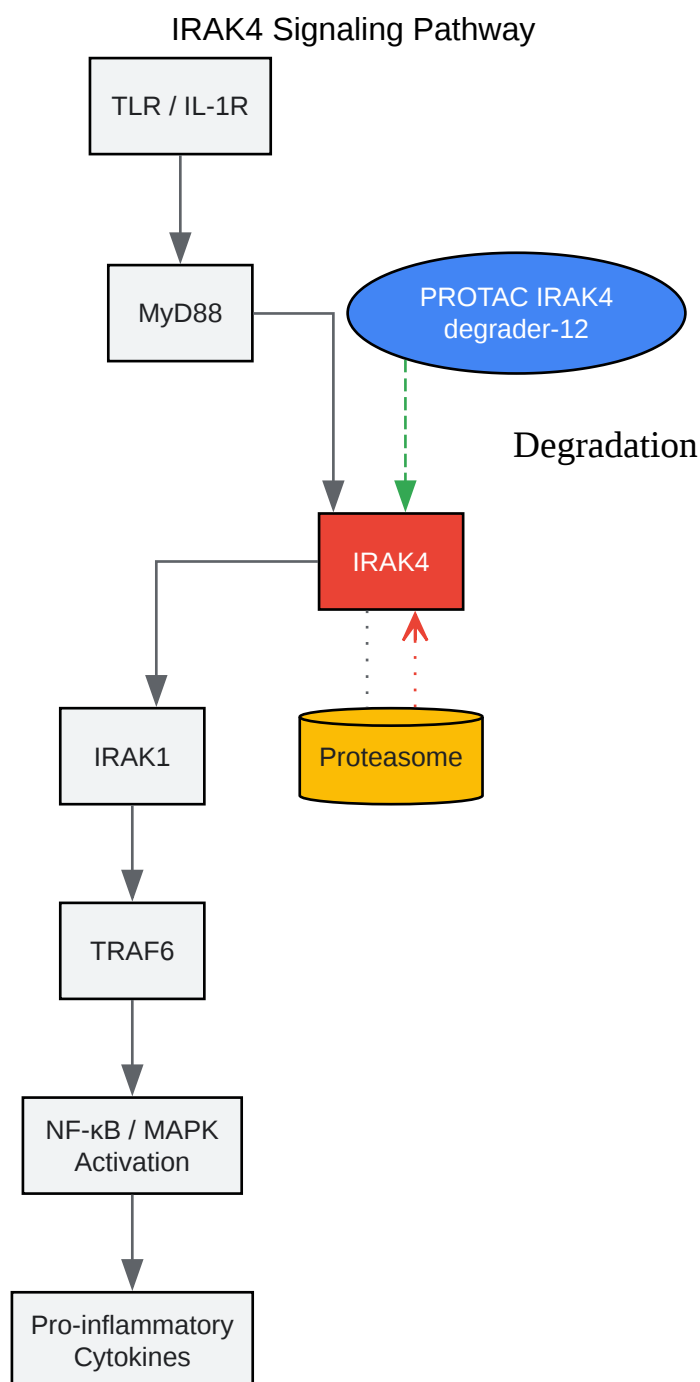 IRAK4 Signaling Pathway
TLR / IL-1R
MyD88
PROTAC IRAK4
degrader-12
Degradation
IRAK4
IRAK1
Proteasome
TRAF6
NF-κB / MAPK
Activation
Pro-inflammatory
Cytokines